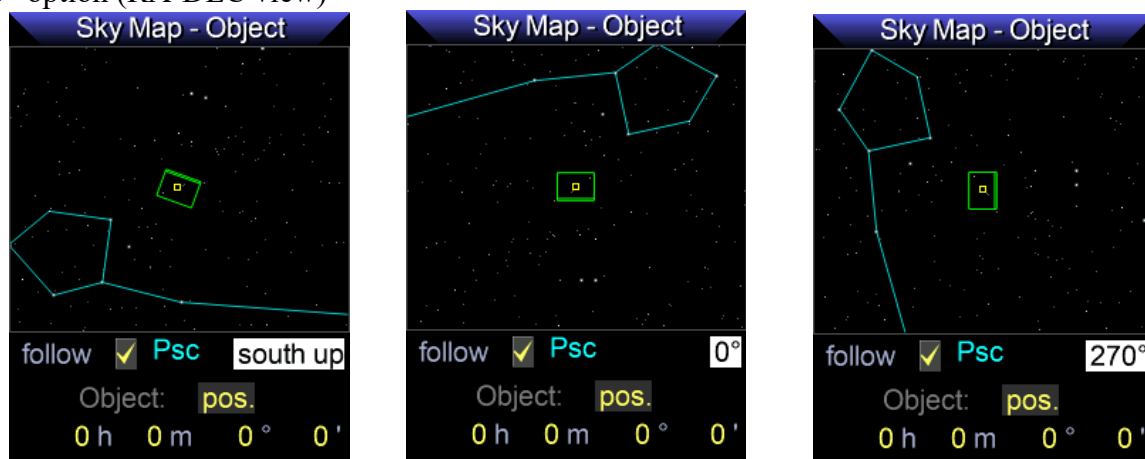 option (RA-DEC view)
Sky Map - Object
follow Psc south up
Object: pos.
0 h 0 m 0 ° 0 '
Sky Map - Object
follow Psc 0°
Object: pos.
0 h 0 m 0 ° 0 '
Sky Map - Object
follow Psc 270°
Object: pos.
0 h 0 m 0 ° 0 '